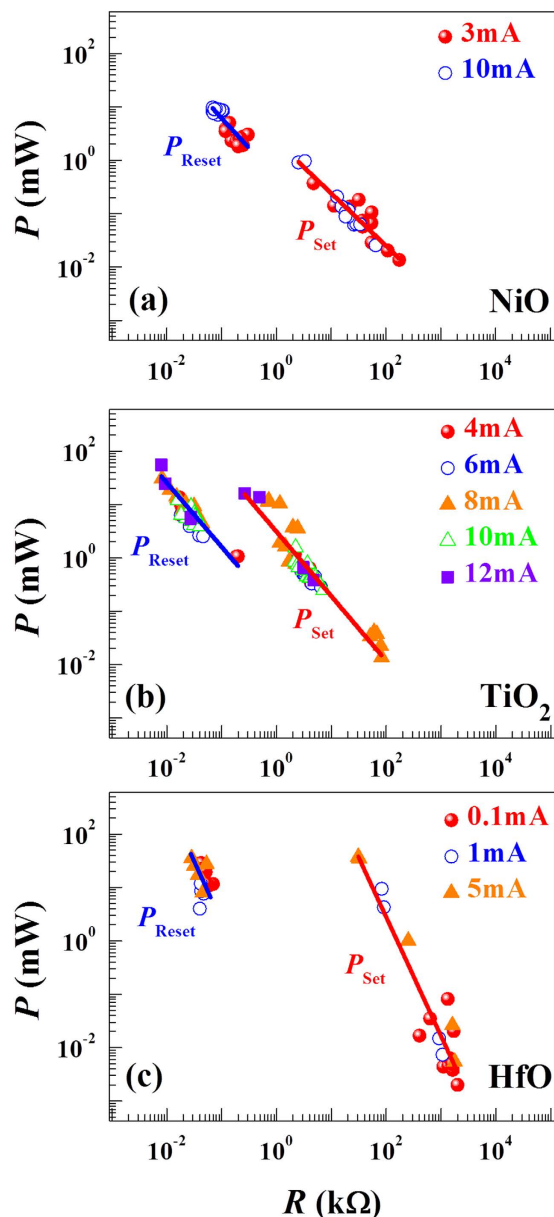 3mA
10mA
10²
10⁰
10⁻²
P (mW)
P_Reset
P_Set
(a)
NiO
10⁻² 10⁰ 10² 10⁴
4mA
6mA
8mA
10mA
12mA
10²
10⁰
10⁻²
P (mW)
P_Reset
P_Set
(b)
TiO₂
10⁻² 10⁰ 10² 10⁴
0.1mA
1mA
5mA
10²
10⁰
10⁻²
P (mW)
P_Reset
P_Set
(c)
HfO
10⁻² 10⁰ 10² 10⁴
R (kΩ)